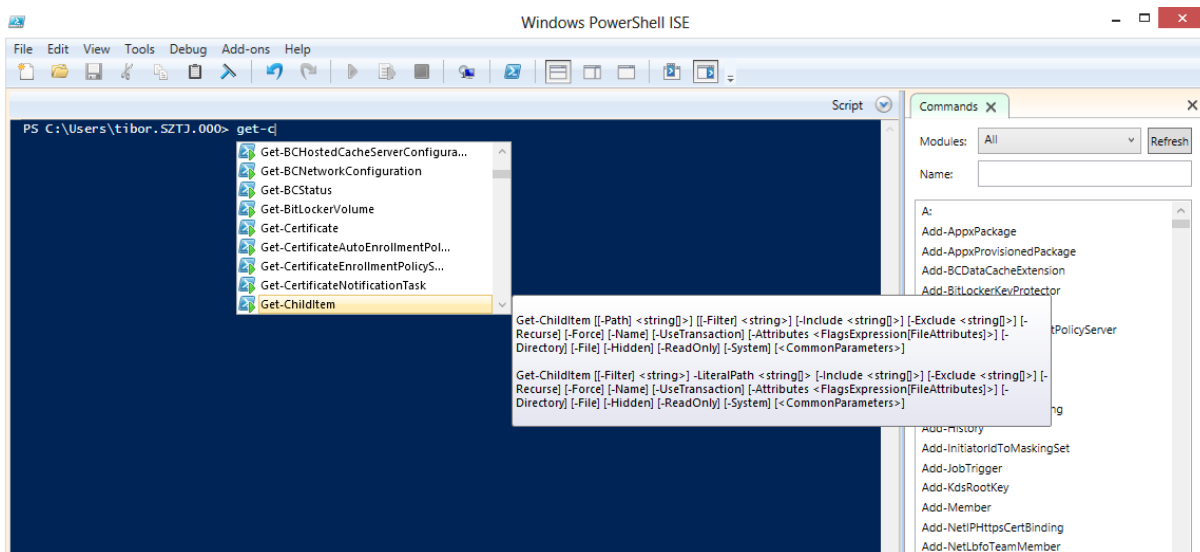 Windows PowerShell ISE
File Edit View Tools Debug Add-ons Help
Script
PS C:\Users\tibor.SZTJ.000> get-c
Get-BCHostedCacheServerConfigura...
Get-BCNetworkConfiguration
Get-BCStatus
Get-BitLockerVolume
Get-Certificate
Get-CertificateAutoEnrollmentPol...
Get-CertificateEnrollmentPolicyS...
Get-CertificateNotificationTask
Get-ChildItem
Get-ChildItem [[-Path] <string[]>] [[-Filter] <string>] [-Include <string[]>] [-Exclude <string[]>] [-
Recurse] [-Force] [-Name] [-UseTransaction] [-Attributes <FlagsExpression[FileAttributes]>] [-
Directory] [-File] [-Hidden] [-ReadOnly] [-System] [<CommonParameters>]
Get-ChildItem [[-Filter] <string>] -LiteralPath <string[]> [-Include <string[]>] [-Exclude <string[]>] [-
Recurse] [-Force] [-Name] [-UseTransaction] [-Attributes <FlagsExpression[FileAttributes]>] [-
Directory] [-File] [-Hidden] [-ReadOnly] [-System] [<CommonParameters>]
Commands
Modules: All Refresh
Name:
A:
Add-AppxPackage
Add-AppxProvisionedPackage
Add-BCDataCacheExtension
Add-BitLockerKeyProtector
tPolicyServer
ng
Add-History
Add-InitiatorIdToMaskingSet
Add-JobTrigger
Add-KdsRootKey
Add-Member
Add-NetIPHttpsCertBinding
Add-NetLbfoTeamMember